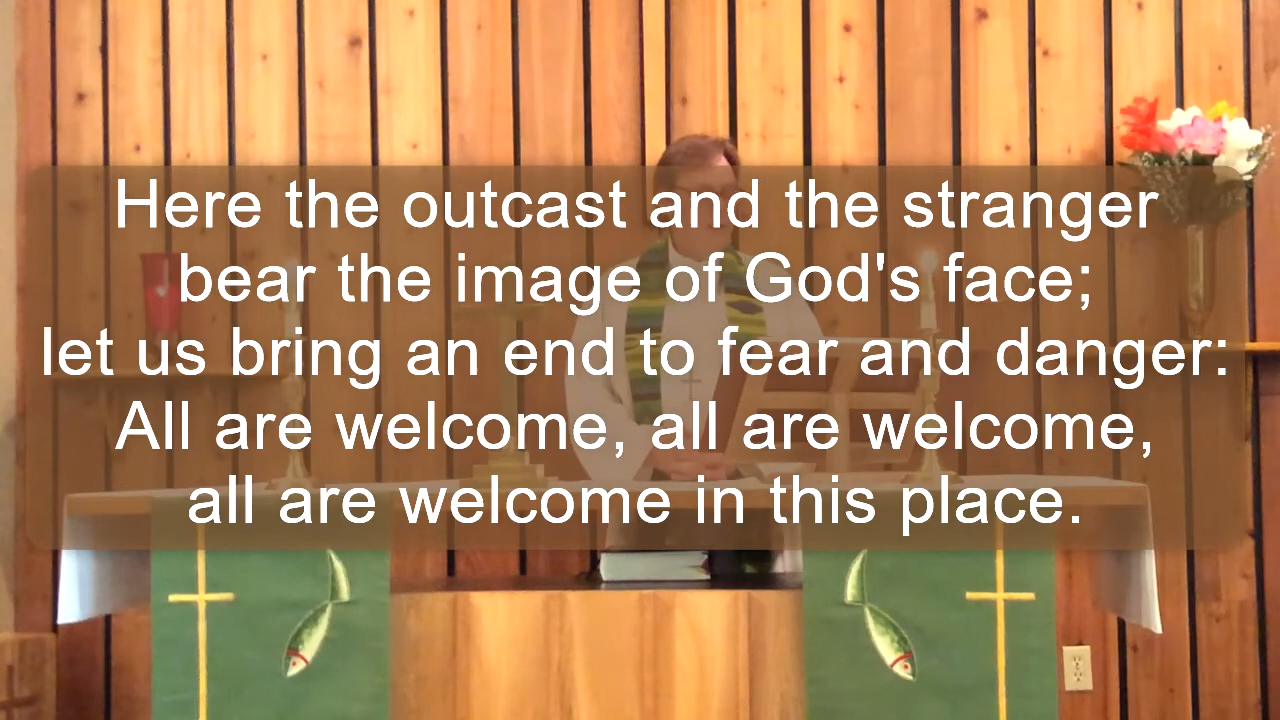 Here the outcast and the stranger
bear the image of God's face;
let us bring an end to fear and danger:
All are welcome, all are welcome,
all are welcome in this place.